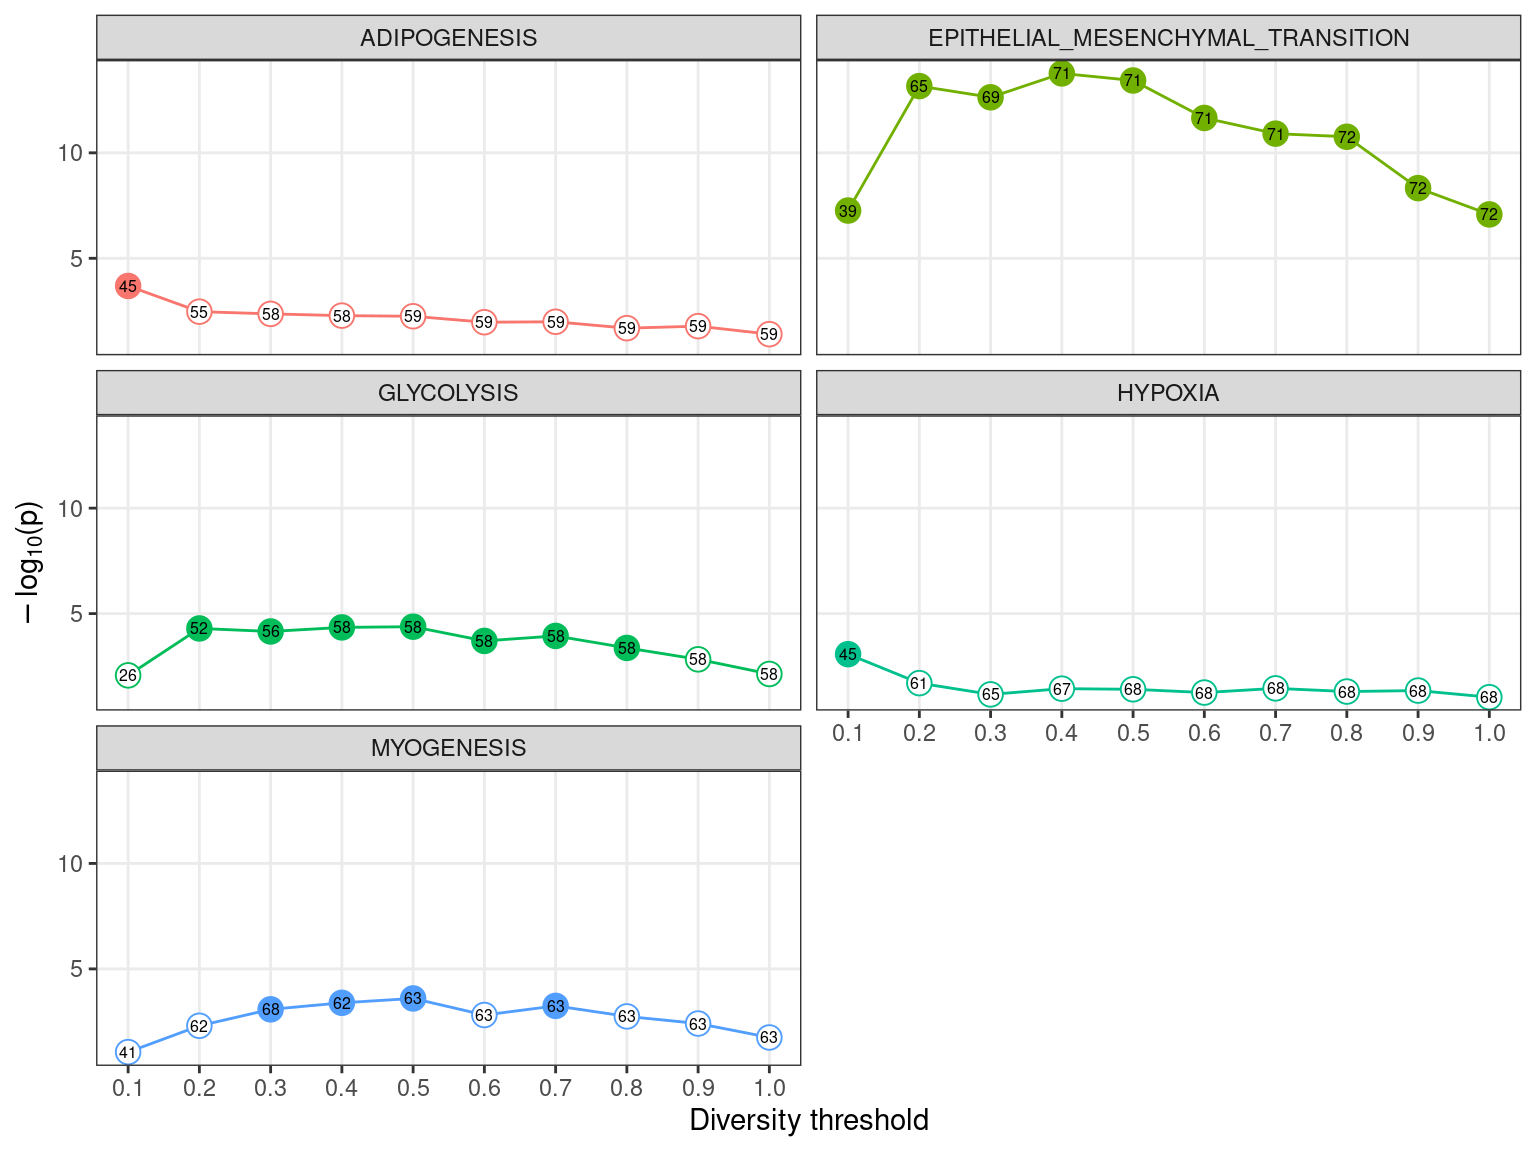 ADIPOGENESIS
EPITHELIAL_MESENCHYMAL_TRANSITION
10
5
45 55 58 58 59 59 59 59 59 59
39 65 69 71 71 71 71 72 72 72
GLYCOLYSIS
HYPOXIA
10
5
26 52 56 58 58 58 58 58 58 58
45 61 65 67 68 68 68 68 68 68
0.1 0.2 0.3 0.4 0.5 0.6 0.7 0.8 0.9 1.0
MYOGENESIS
10
5
41 62 68 62 63 63 63 63 63 63
0.1 0.2 0.3 0.4 0.5 0.6 0.7 0.8 0.9 1.0
− log10(p)
Diversity threshold